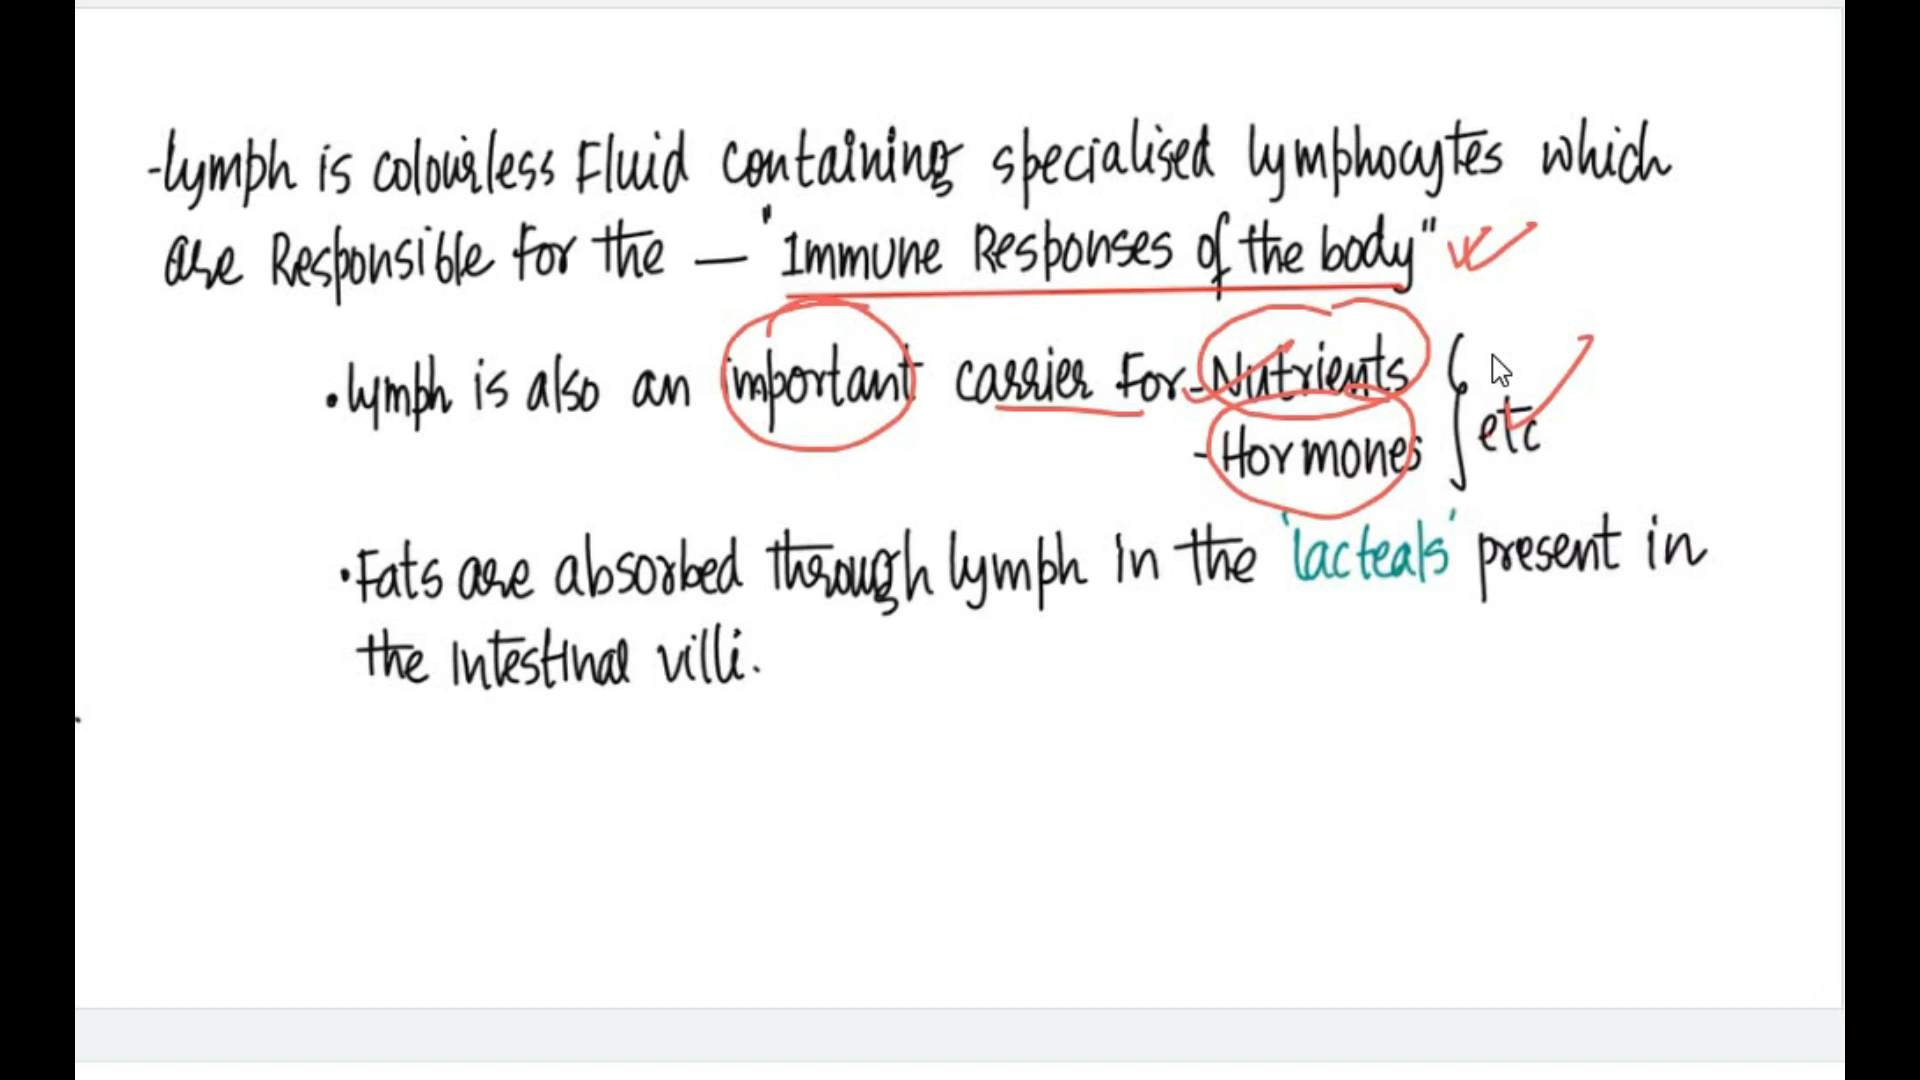 -lymph is colourless Fluid containing specialised lymphocytes which
are Responsible for the — "Immune Responses of the body"
•lymph is also an important carrier for -Nutrients
-Hormones } etc
•Fats are absorbed through lymph in the 'lacteals' present in
the Intestinal villi.